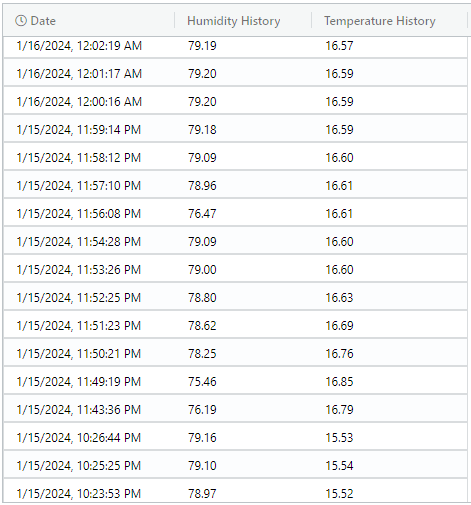 Date Humidity History Temperature History
1/16/2024, 12:02:19 AM 79.19 16.57
1/16/2024, 12:01:17 AM 79.20 16.59
1/16/2024, 12:00:16 AM 79.20 16.59
1/15/2024, 11:59:14 PM 79.18 16.59
1/15/2024, 11:58:12 PM 79.09 16.60
1/15/2024, 11:57:10 PM 78.96 16.61
1/15/2024, 11:56:08 PM 76.47 16.61
1/15/2024, 11:54:28 PM 79.09 16.60
1/15/2024, 11:53:26 PM 79.00 16.60
1/15/2024, 11:52:25 PM 78.80 16.63
1/15/2024, 11:51:23 PM 78.62 16.69
1/15/2024, 11:50:21 PM 78.25 16.76
1/15/2024, 11:49:19 PM 75.46 16.85
1/15/2024, 11:43:36 PM 76.19 16.79
1/15/2024, 10:26:44 PM 79.16 15.53
1/15/2024, 10:25:25 PM 79.10 15.54
1/15/2024, 10:23:53 PM 78.97 15.52